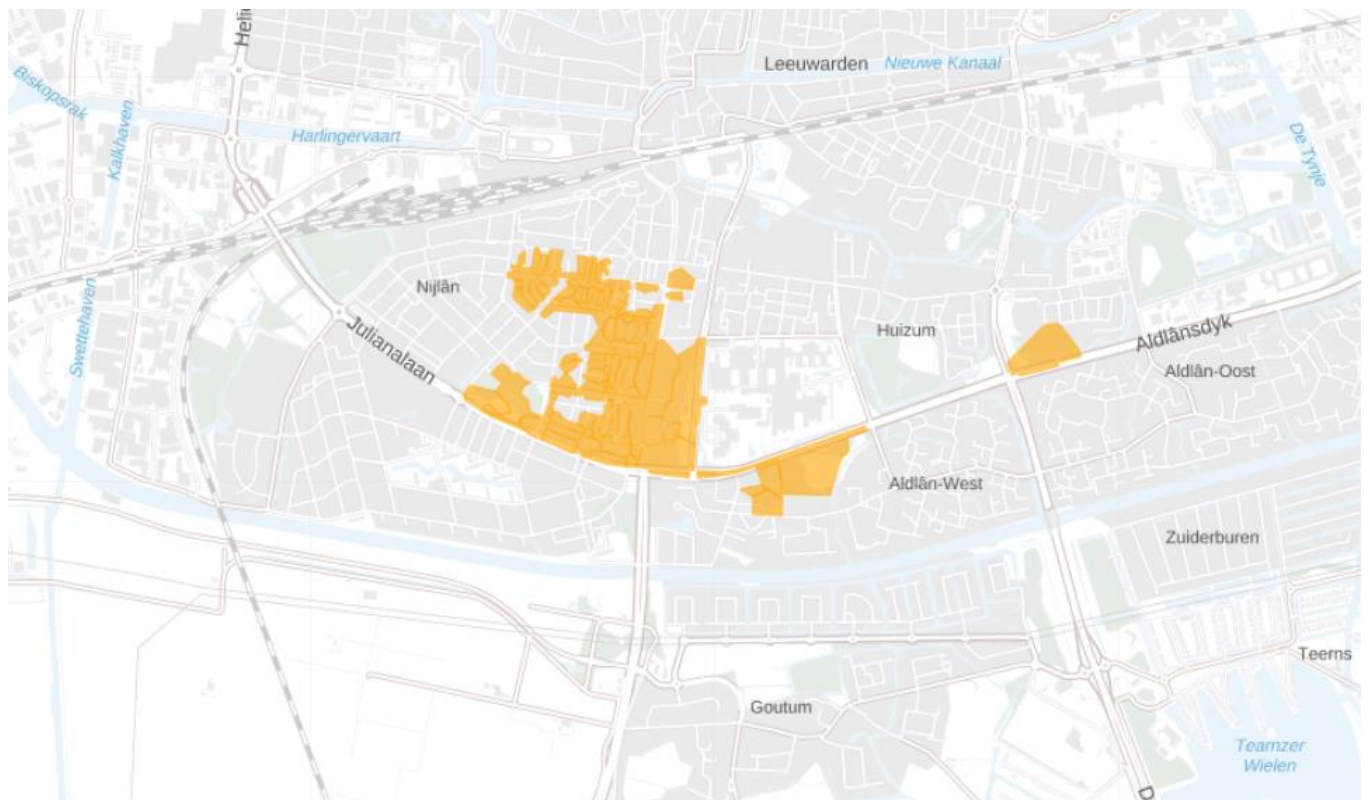 Leeuwarden
Nieuwe Kanaal
Biskopsrak
Kalkhaven
Harlingervaart
De Tynje
Nijlân
Swettehaven
Julianalaan
Huizum
Aldlânsdyk
Aldlân-Oost
Aldlân-West
Zuiderburen
Teerns
Goutum
Tearnzer
Wielen